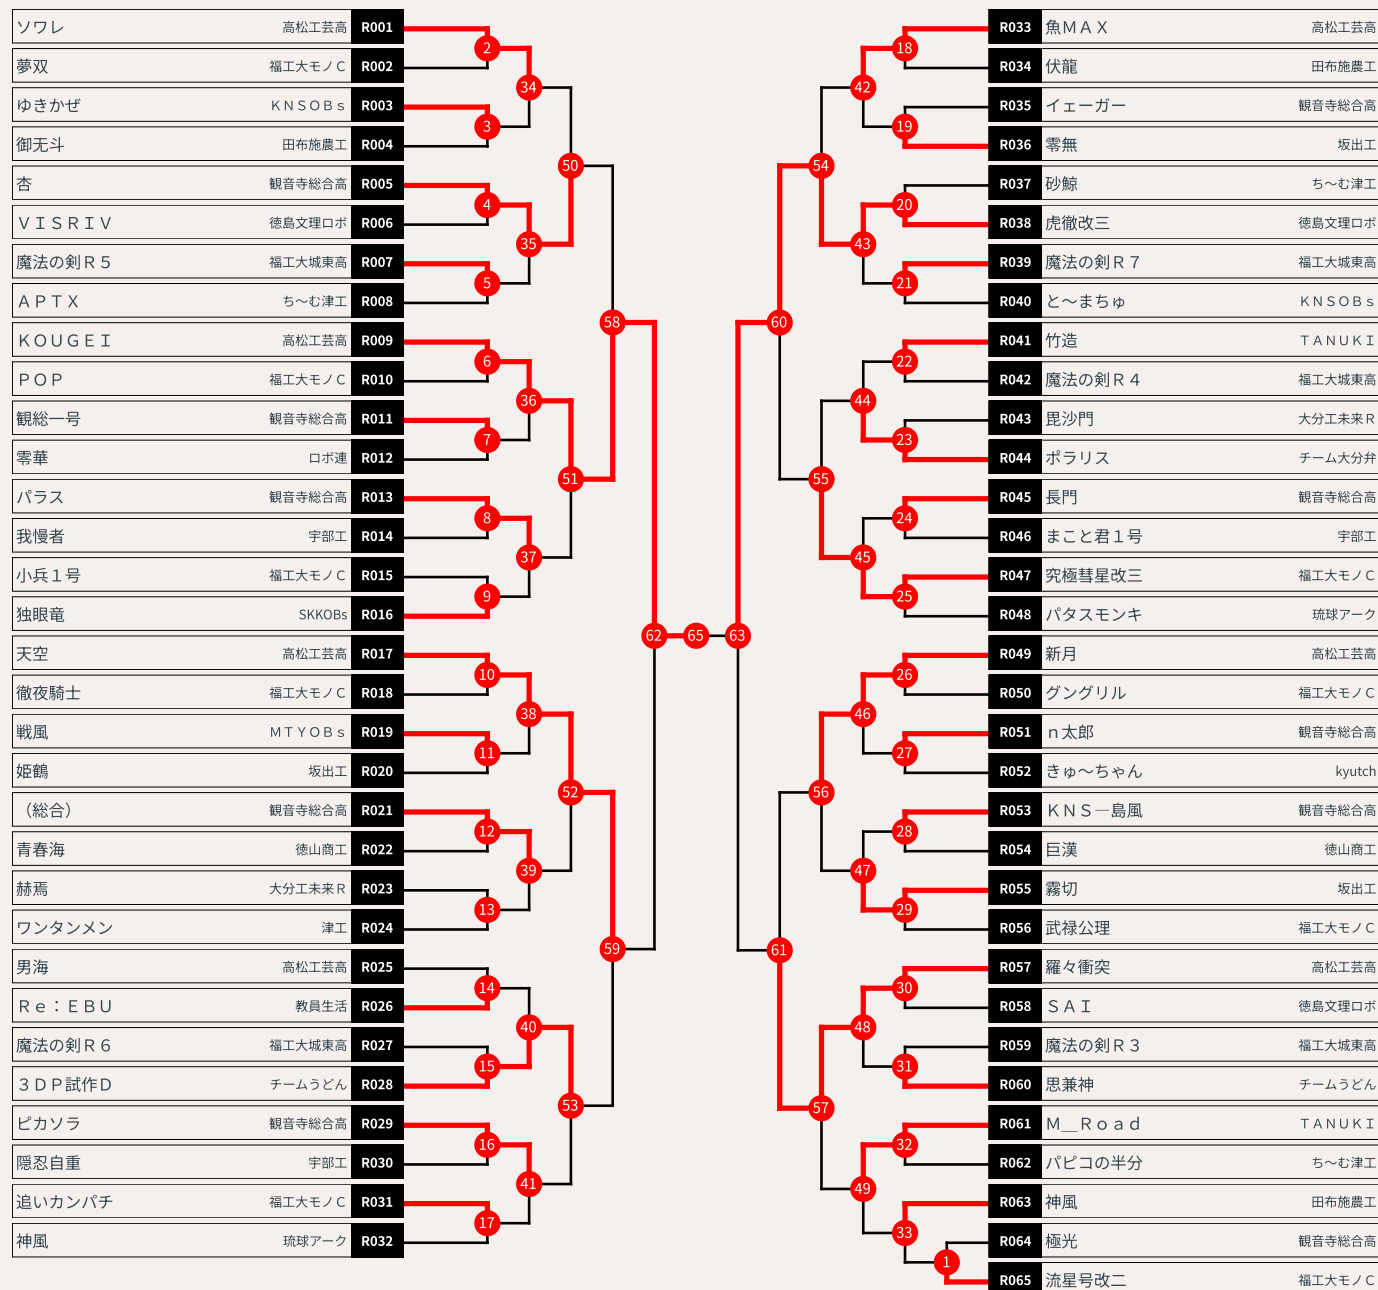 ソワレ 高松工芸高 R001
夢双 福工大モノＣ R002
ゆきかぜ ＫＮＳＯＢｓ R003
御无斗 田布施農工 R004
杏 観音寺総合高 R005
ＶＩＳＲＩＶ 徳島文理ロボ R006
魔法の剣Ｒ５ 福工大城東高 R007
ＡＰＴＸ ち～む津工 R008
ＫＯＵＧＥＩ 高松工芸高 R009
ＰＯＰ 福工大モノＣ R010
観総一号 観音寺総合高 R011
零華 ロボ連 R012
パラス 観音寺総合高 R013
我慢者 宇部工 R014
小兵１号 福工大モノＣ R015
独眼竜 SKKOBs R016
天空 高松工芸高 R017
徹夜騎士 福工大モノＣ R018
戦風 ＭＴＹＯＢｓ R019
姫鶴 坂出工 R020
（総合） 観音寺総合高 R021
青春海 徳山商工 R022
赫焉 大分工未来Ｒ R023
ワンタンメン 津工 R024
男海 高松工芸高 R025
Ｒｅ：ＥＢＵ 教員生活 R026
魔法の剣Ｒ６ 福工大城東高 R027
３ＤＰ試作Ｄ チームうどん R028
ピカソラ 観音寺総合高 R029
隠忍自重 宇部工 R030
追いカンパチ 福工大モノＣ R031
神風 琉球アーク R032
2
3
4
5
6
7
8
9
10
11
12
13
14
15
16
17
34
35
36
37
38
39
40
41
50
51
52
53
58
59
62
65
63
60
61
54
55
56
57
42
43
44
45
46
47
48
49
18
19
20
21
22
23
24
25
26
27
28
29
30
31
32
33
1
R033 魚ＭＡＸ 高松工芸高
R034 伏龍 田布施農工
R035 イェーガー 観音寺総合高
R036 零無 坂出工
R037 砂鯨 ち～む津工
R038 虎徹改三 徳島文理ロボ
R039 魔法の剣Ｒ７ 福工大城東高
R040 と～まちゅ ＫＮＳＯＢｓ
R041 竹造 ＴＡＮＵＫＩ
R042 魔法の剣Ｒ４ 福工大城東高
R043 毘沙門 大分工未来Ｒ
R044 ポラリス チーム大分弁
R045 長門 観音寺総合高
R046 まこと君１号 宇部工
R047 究極彗星改三 福工大モノＣ
R048 パタスモンキ 琉球アーク
R049 新月 高松工芸高
R050 グングリル 福工大モノＣ
R051 ｎ太郎 観音寺総合高
R052 きゅ～ちゃん kyutch
R053 ＫＮＳ―島風 観音寺総合高
R054 巨漢 徳山商工
R055 霧切 坂出工
R056 武禄公理 福工大モノＣ
R057 羅々衝突 高松工芸高
R058 ＳＡＩ 徳島文理ロボ
R059 魔法の剣Ｒ３ 福工大城東高
R060 思兼神 チームうどん
R061 Ｍ＿Ｒｏａｄ ＴＡＮＵＫＩ
R062 パピコの半分 ち～む津工
R063 神風 田布施農工
R064 極光 観音寺総合高
R065 流星号改二 福工大モノＣ